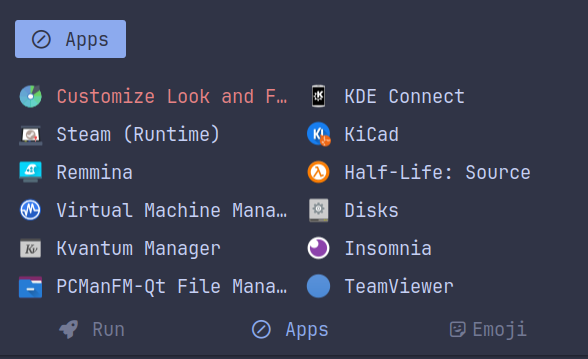 Apps
Customize Look and F… KDE Connect
Steam (Runtime) KiCad
Remmina Half-Life: Source
Virtual Machine Mana… Disks
Kvantum Manager Insomnia
PCManFM-Qt File Mana… TeamViewer
Run Apps Emoji